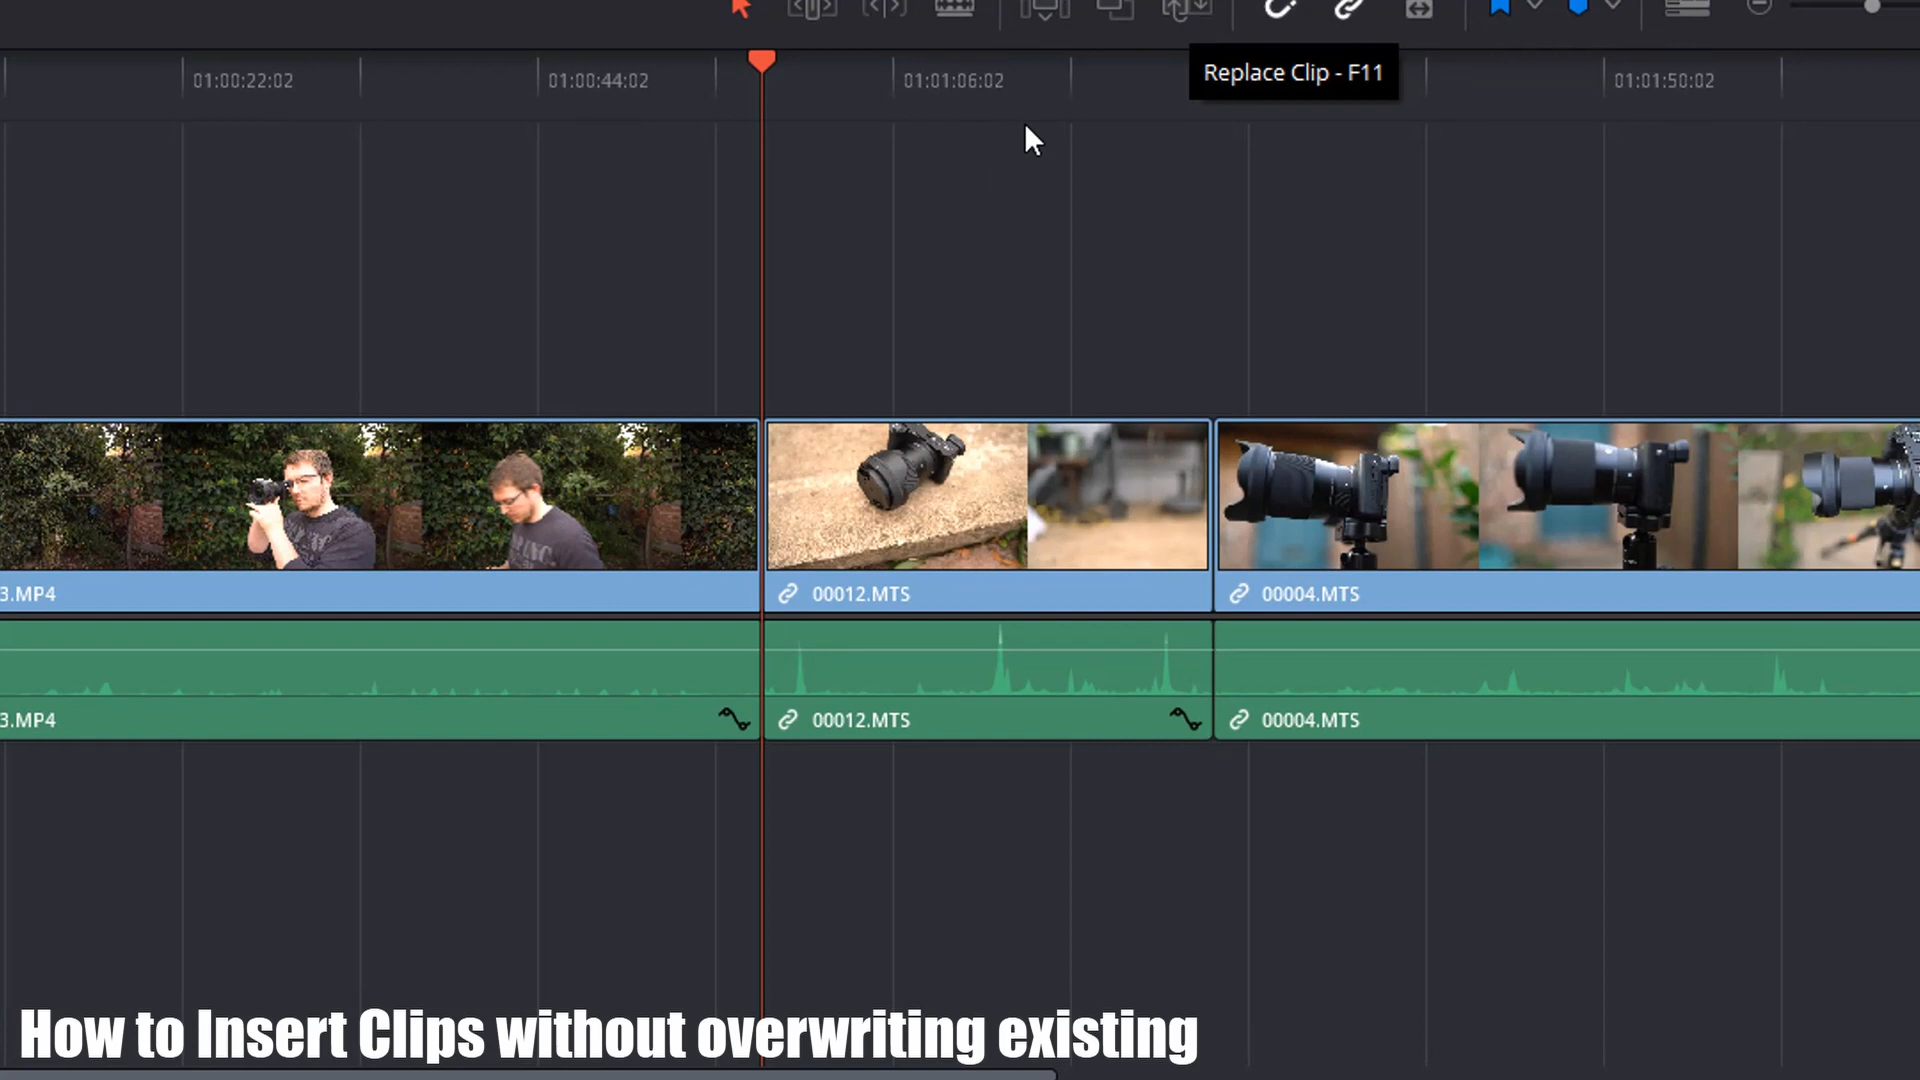 Replace Clip - F11
01:00:22:02
01:00:44:02
01:01:06:02
01:01:50:02
3.MP4
00012.MTS
00004.MTS
3.MP4
00012.MTS
00004.MTS
How to Insert Clips without overwriting existing